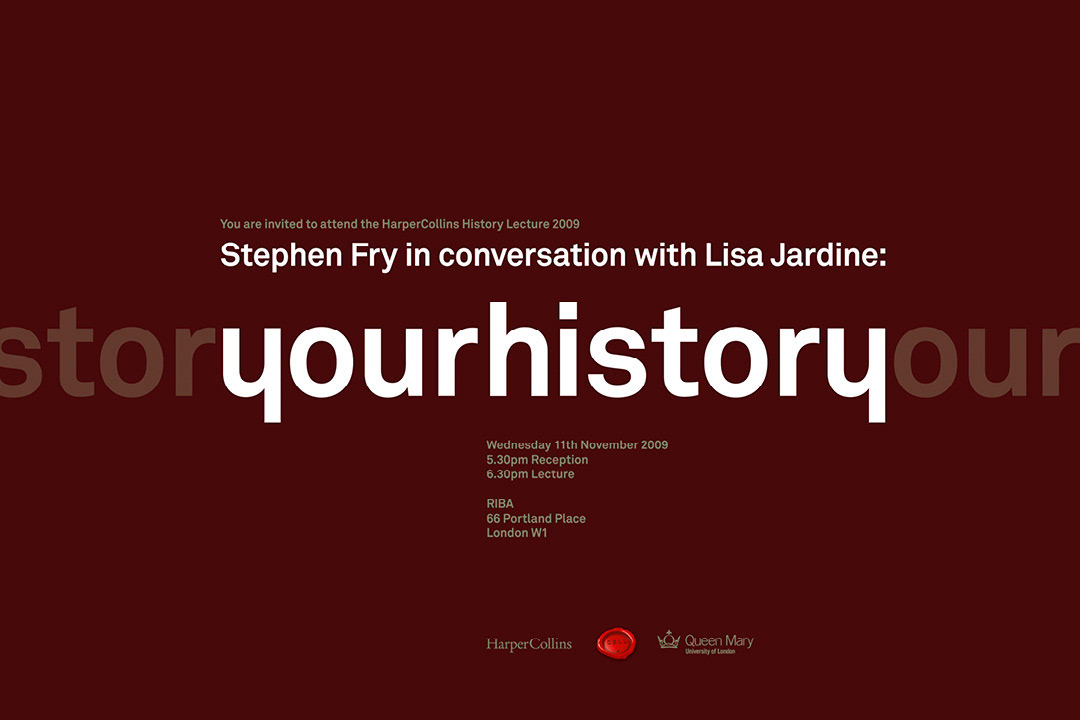 You are invited to attend the HarperCollins History Lecture 2009
Stephen Fry in conversation with Lisa Jardine:
storyourhistoryour
Wednesday 11th November 2009
5.30pm Reception
6.30pm Lecture
RIBA
66 Portland Place
London W1
HarperCollins
Queen Mary
University of London